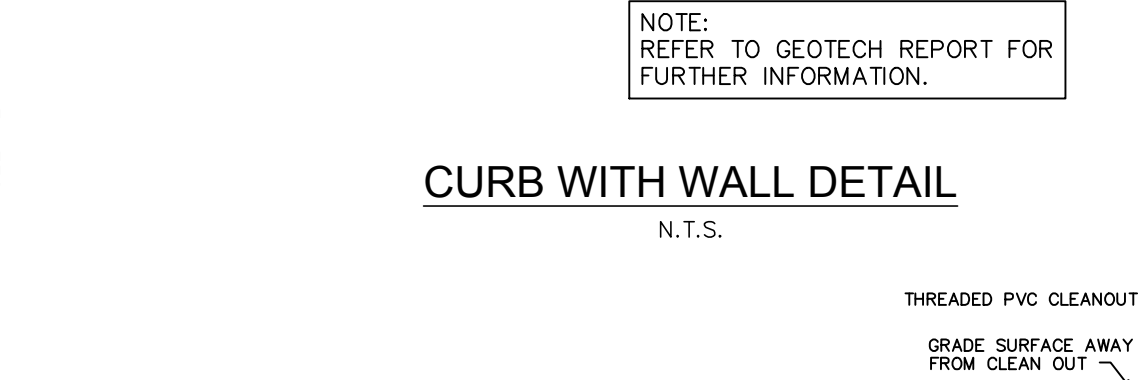 NOTE:
REFER TO GEOTECH REPORT FOR
FURTHER INFORMATION.
CURB WITH WALL DETAIL
N.T.S.
THREADED PVC CLEANOUT
GRADE SURFACE AWAY
FROM CLEAN OUT